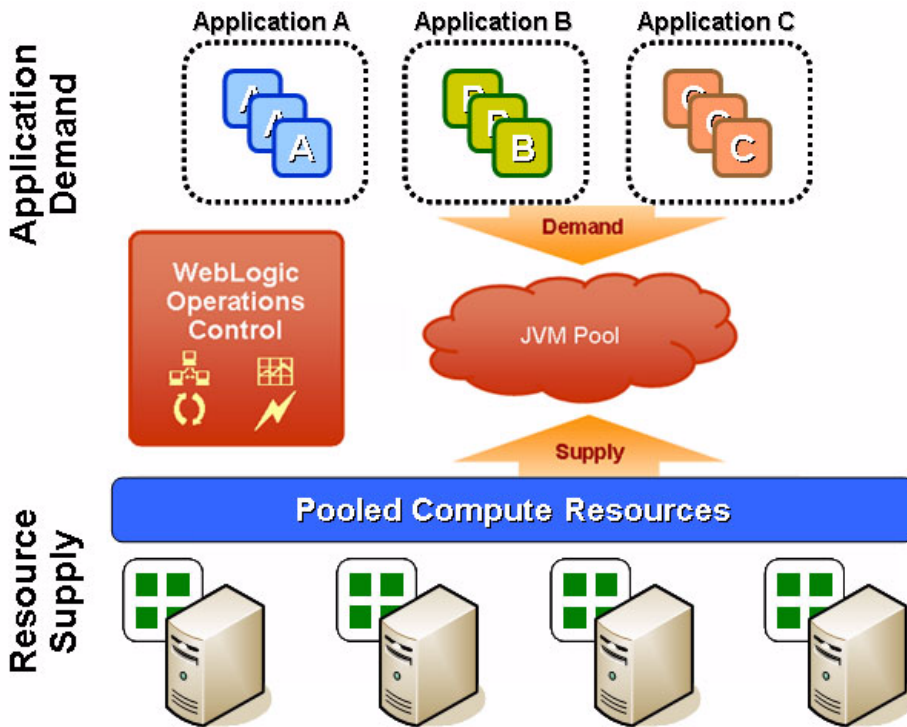 Application A
Application B
Application C
Application
Demand
A
A
A
B
B
B
C
C
C
Demand
WebLogic
Operations
Control
JVM Pool
Supply
Pooled Compute Resources
Resource
Supply